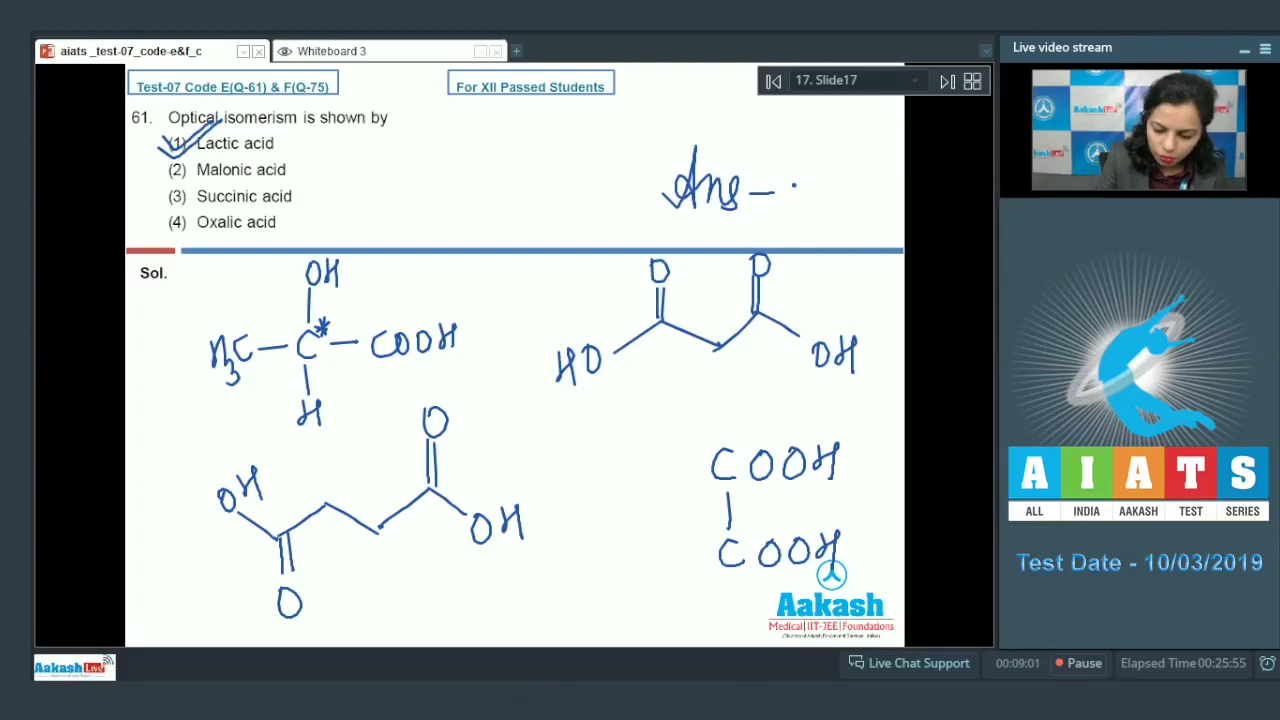 aiats _test-07_code-e&f_c
Whiteboard 3
Live video stream
Test-07 Code E(Q-61) & F(Q-75)
For XII Passed Students
17. Slide17
61. Optical isomerism is shown by
(1) Lactic acid
(2) Malonic acid
(3) Succinic acid
(4) Oxalic acid
Ans –
Sol.
OH
H3C – C* – COOH
H
O O
HO OH
O
OH OH
O
COOH
COOH
Aakash
Medical|IIT-JEE|Foundations
AakashLive
AIATS
ALL INDIA AAKASH TEST SERIES
Test Date - 10/03/2019
Aakash Live
Live Chat Support
00:09:01
Pause
Elapsed Time 00:25:55